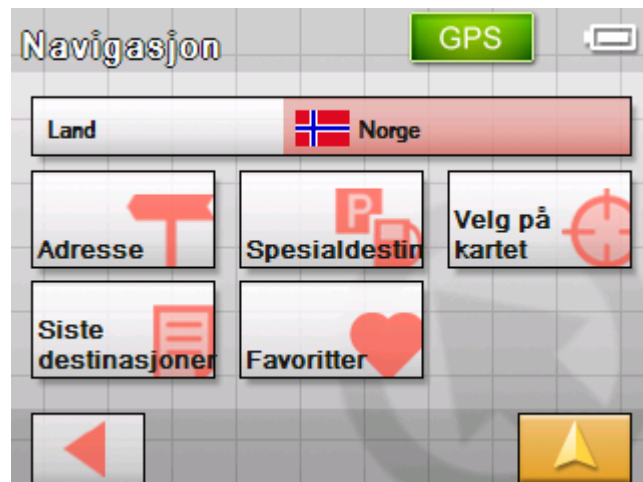 Navigasjon
GPS
Land
Norge
Adresse
P
Spesialdestin
Velg på
kartet
Siste
destinasjoner
Favoritter